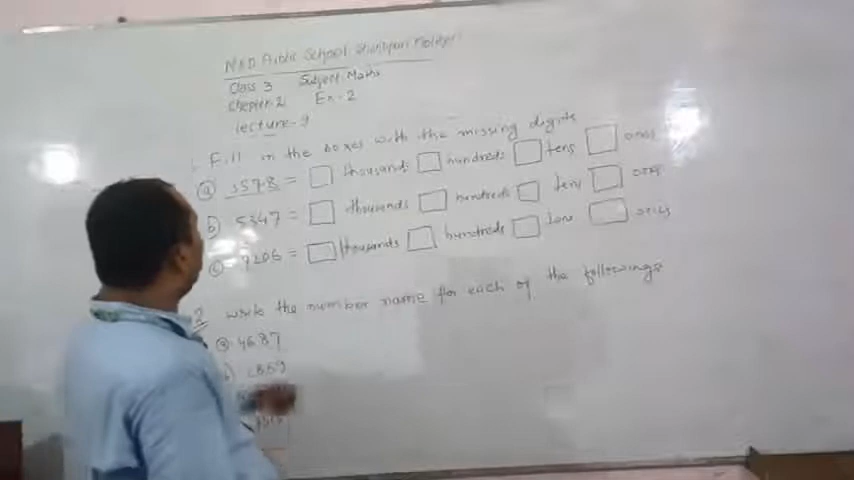 Public School
Class 3 Subject-Maths
Chapter-2 Ex-2
Lecture-9
Fill in the boxes with the missing digits
(a) 3578 = thousands hundreds tens ones
(b) 5347 = thousands hundreds tens ones
(c) 9206 = thousands hundreds tens ones
2 write the number name for each of the followings
(a) 4687